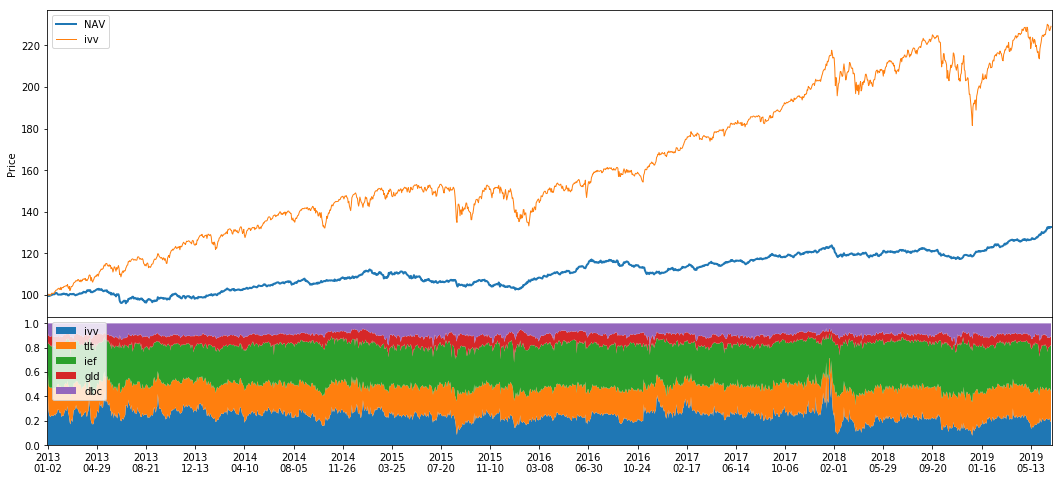 NAV
ivv
Price
220
200
180
160
140
120
100
1.0
0.8
0.6
0.4
0.2
0.0
ivv
tlt
ief
gld
dbc
2013 2013 2013 2013 2014 2014 2014 2015 2015 2015 2016 2016 2016 2017 2017 2017 2018 2018 2018 2019 2019
01-02 04-29 08-21 12-13 04-10 08-05 11-26 03-25 07-20 11-10 03-08 06-30 10-24 02-17 06-14 10-06 02-01 05-29 09-20 01-16 05-13